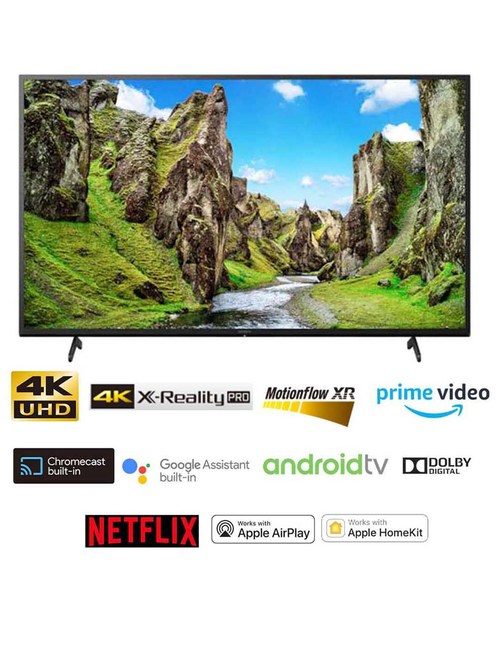 4K
UHD
4K X-Reality PRO
Motionflow XR
prime video
Chromecast
built-in
Google Assistant
built-in
androidtv
DOLBY
DIGITAL
NETFLIX
Works with
Apple AirPlay
Works with
Apple HomeKit